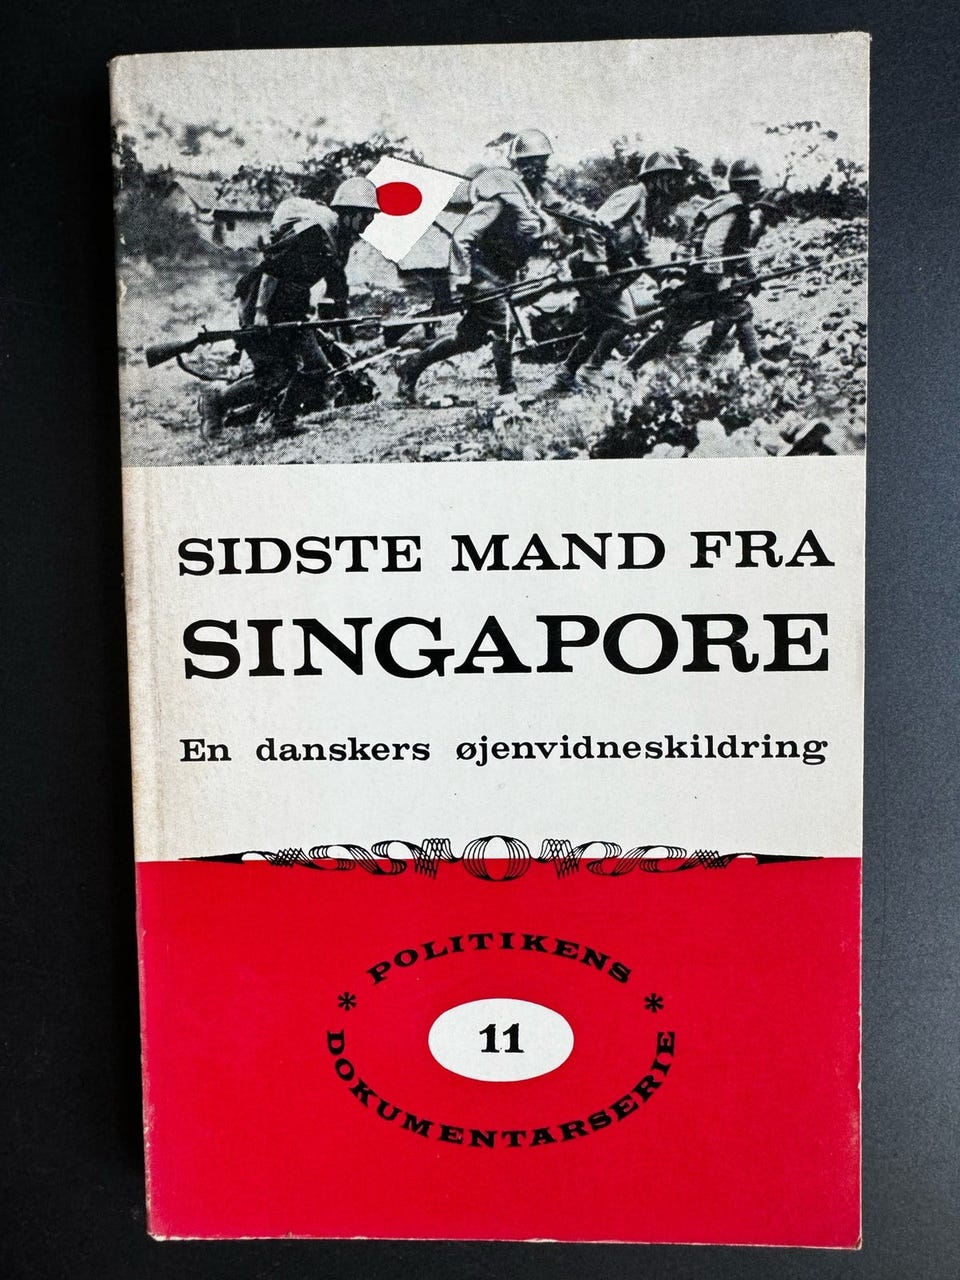 SIDSTE MAND FRA
SINGAPORE
En danskers øjenvidneskildring
POLITIKENS
* *
11
DOKUMENTARSERIE